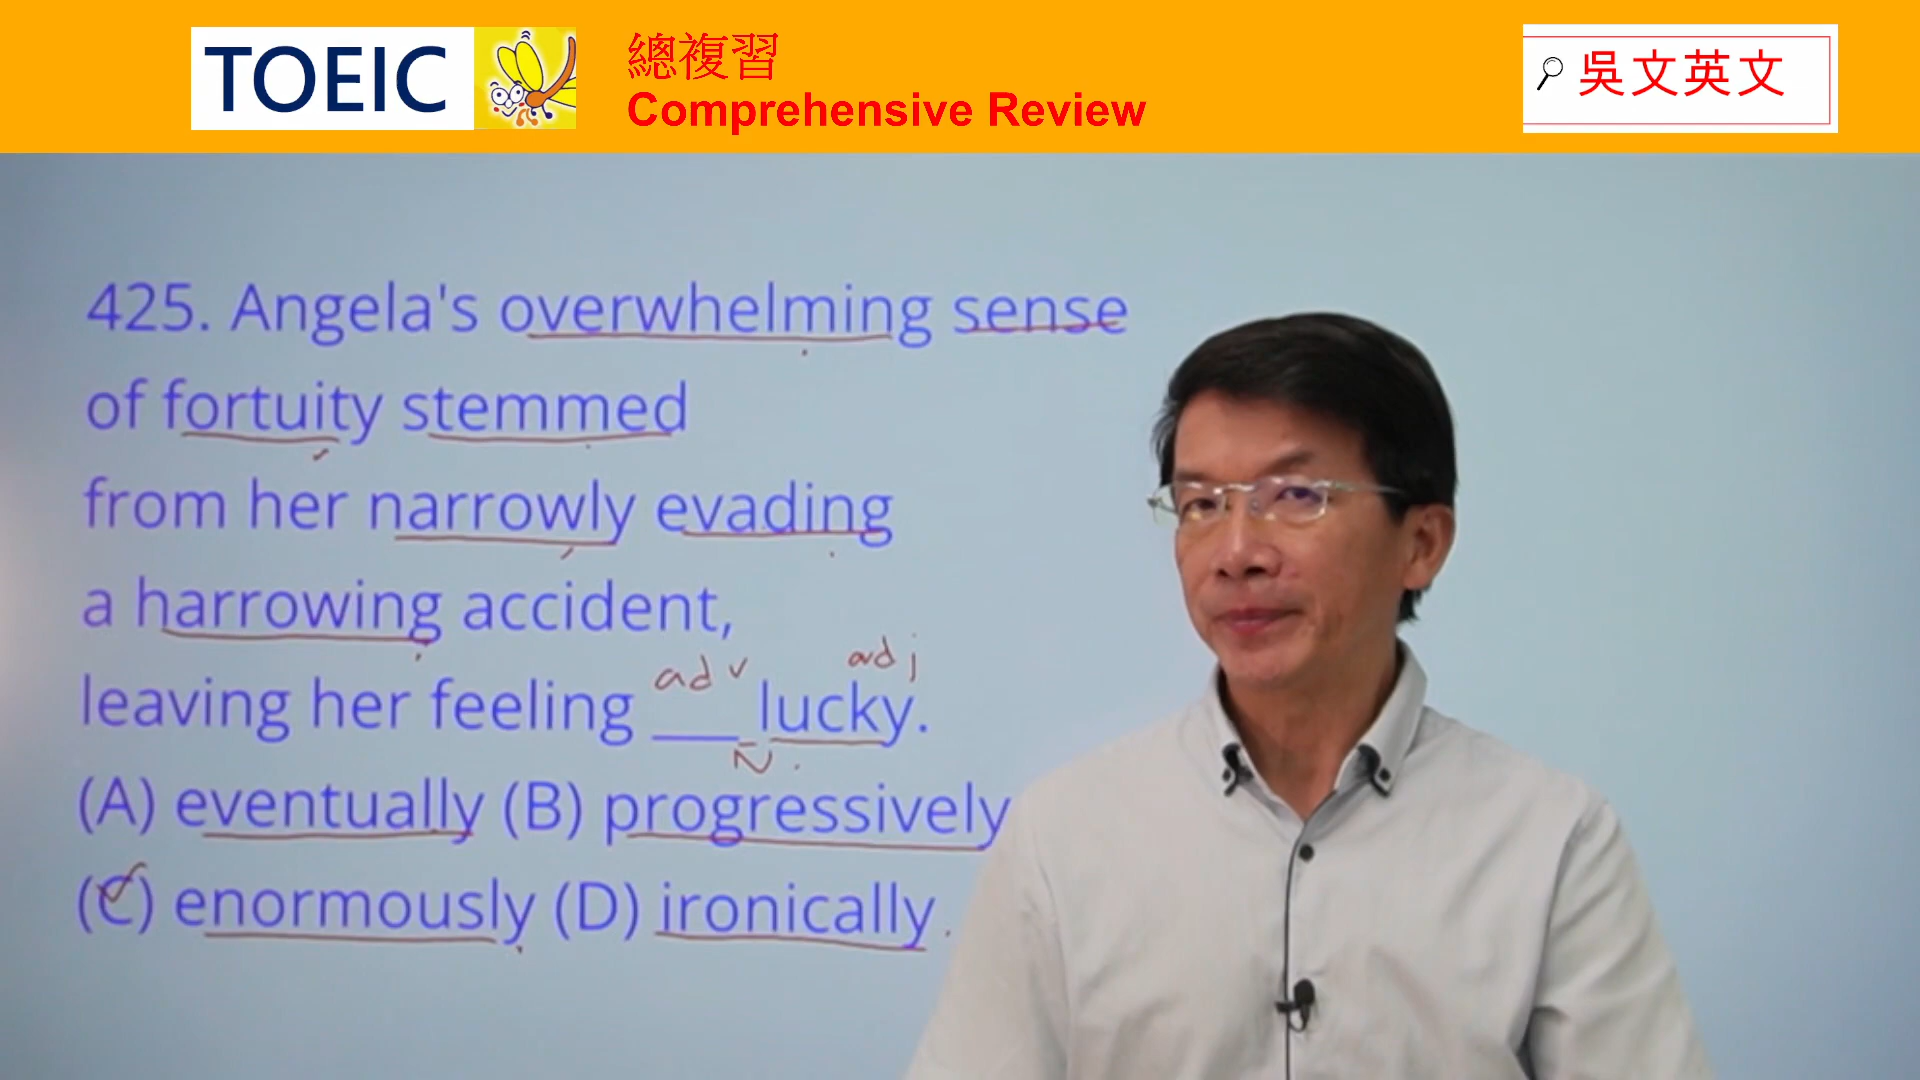 TOEIC
總複習
Comprehensive Review
吳文英文
425. Angela's overwhelming sense
of fortuity stemmed
from her narrowly evading
a harrowing accident,
adv adj
leaving her feeling ____ lucky.
N.
(A) eventually (B) progressively
(C) enormously (D) ironically.